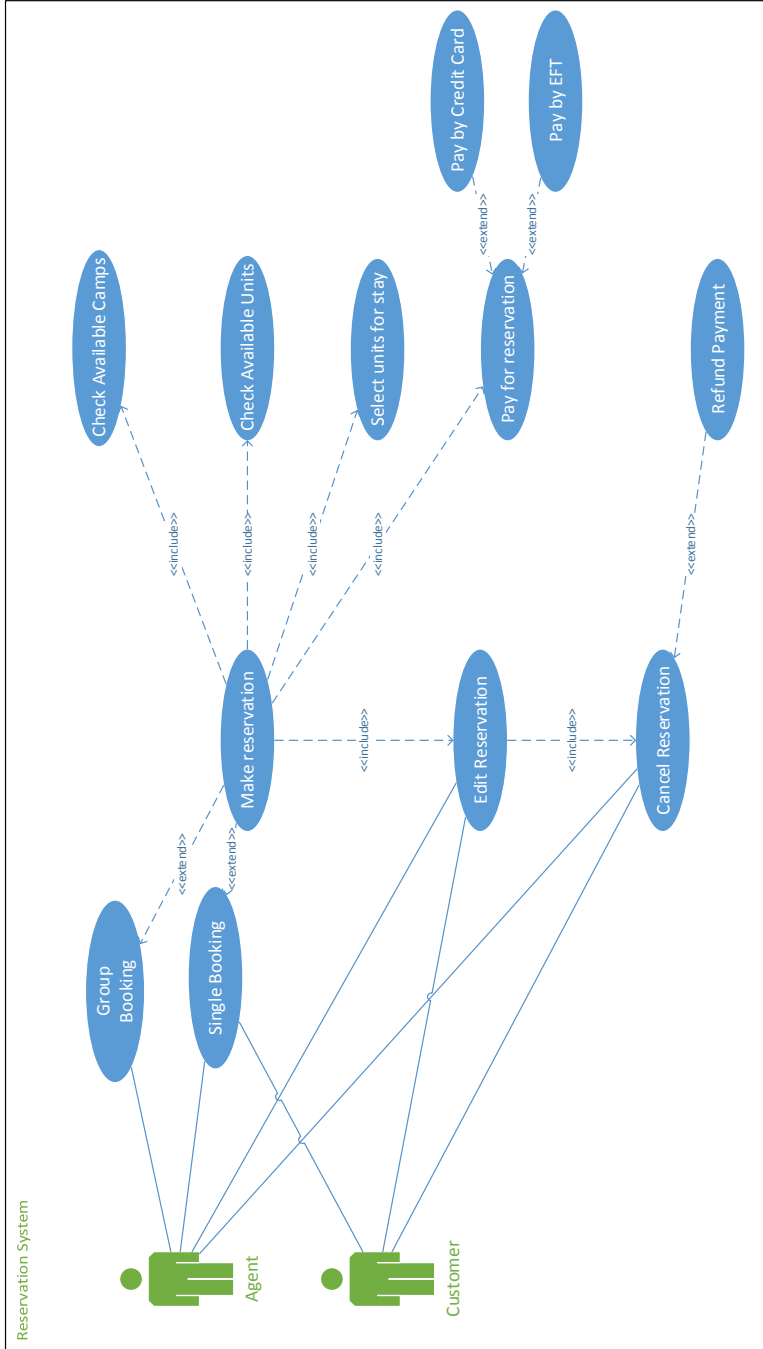 Reservation System
Agent
Customer
Group
Booking
Single Booking
<<extend>>
<<extend>>
Make reservation
<<include>>
<<include>>
<<include>>
<<include>>
Check Available Camps
Check Available Units
Select units for stay
Pay for reservation
<<extend>>
<<extend>>
Pay by Credit Card
Pay by EFT
<<include>>
Edit Reservation
<<include>>
Cancel Reservation
<<extend>>
Refund Payment